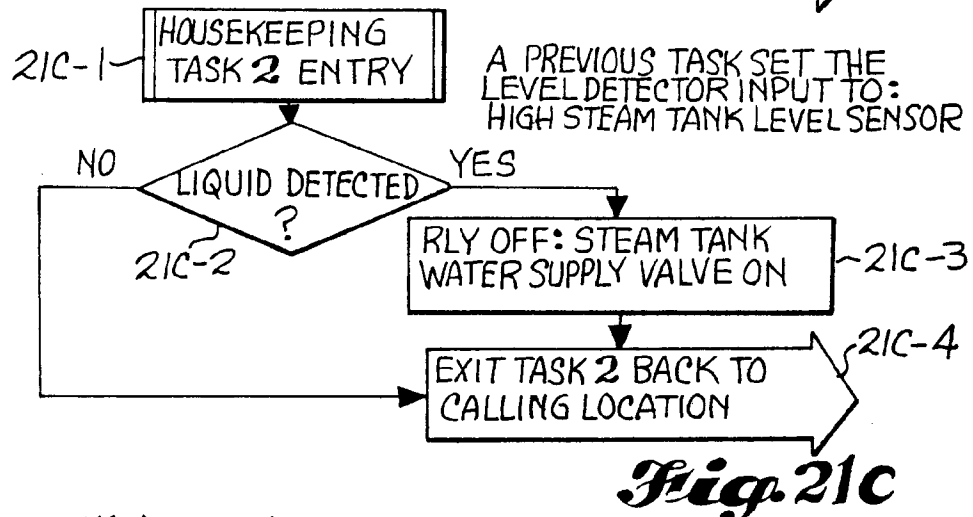 HOUSEKEEPING
TASK 2 ENTRY
21C-1
A PREVIOUS TASK SET THE
LEVEL DETECTOR INPUT TO:
HIGH STEAM TANK LEVEL SENSOR
NO
YES
LIQUID DETECTED
?
21C-2
RLY OFF: STEAM TANK
WATER SUPPLY VALVE ON
21C-3
EXIT TASK 2 BACK TO
CALLING LOCATION
21C-4
Fig. 21C